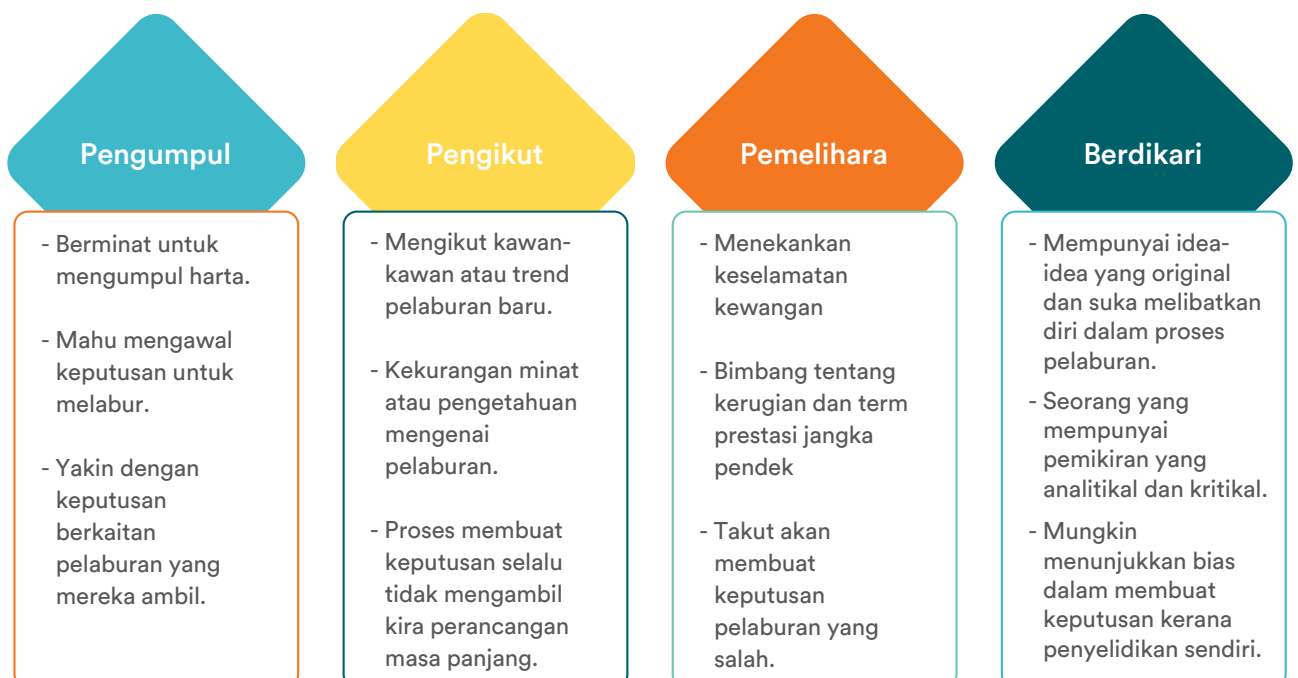 Pengumpul
- Berminat untuk
mengumpul harta.
- Mahu mengawal
keputusan untuk
melabur.
- Yakin dengan
keputusan
berkaitan
pelaburan yang
mereka ambil.
Pengikut
- Mengikut kawan-
kawan atau trend
pelaburan baru.
- Kekurangan minat
atau pengetahuan
mengenai
pelaburan.
- Proses membuat
keputusan selalu
tidak mengambil
kira perancangan
masa panjang.
Pemelihara
- Menekankan
keselamatan
kewangan
- Bimbang tentang
kerugian dan term
prestasi jangka
pendek
- Takut akan
membuat
keputusan
pelaburan yang
salah.
Berdikari
- Mempunyai idea-
idea yang original
dan suka melibatkan
diri dalam proses
pelaburan.
- Seorang yang
mempunyai
pemikiran yang
analitikal dan kritikal.
- Mungkin
menunjukkan bias
dalam membuat
keputusan kerana
penyelidikan sendiri.